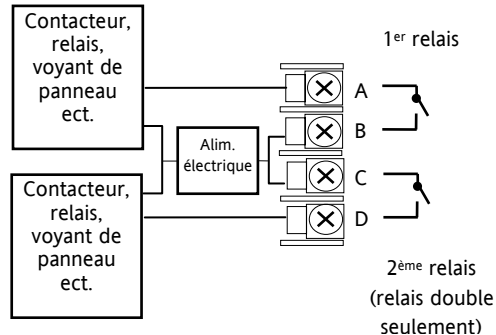 Contacteur,
relais,
voyant de
panneau
ect.
Alim.
électrique
Contacteur,
relais,
voyant de
panneau
ect.
1er relais
A
B
C
D
2ème relais
(relais double
seulement)